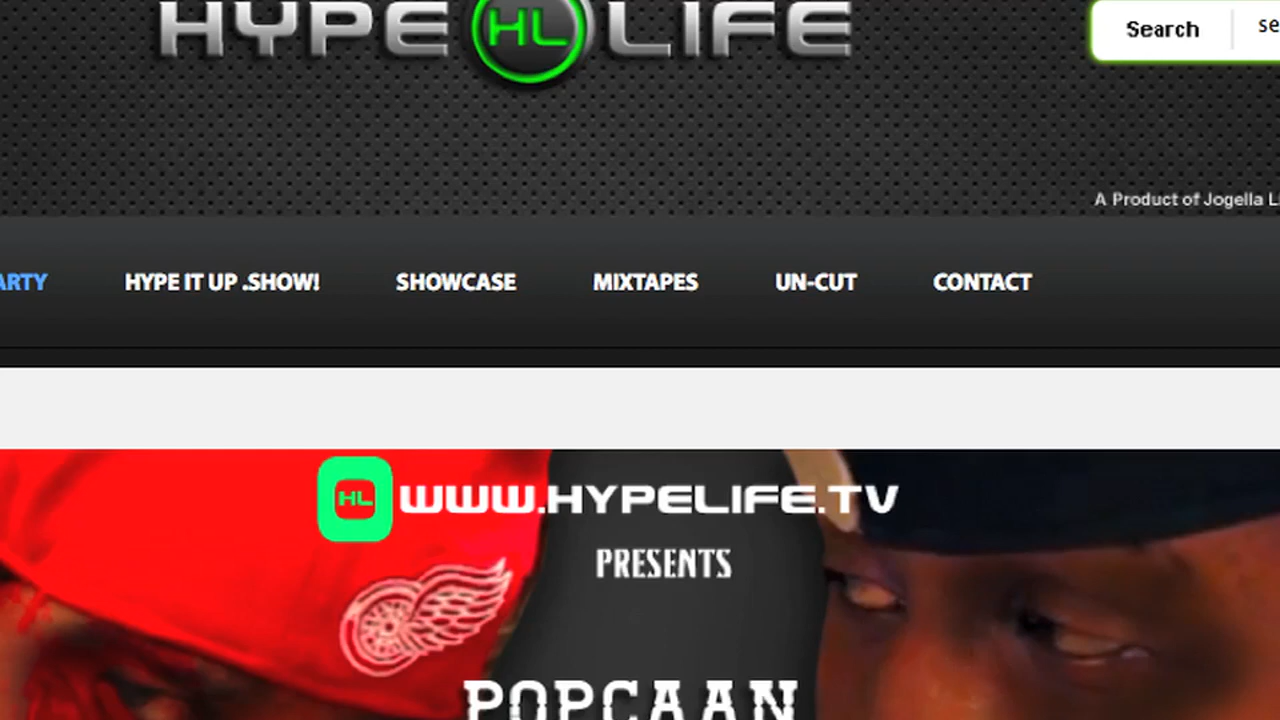 HYPE HL LIFE
Search
se
A Product of Jogella L
ARTY HYPE IT UP .SHOW! SHOWCASE MIXTAPES UN-CUT CONTACT
HL WWW.HYPELIFE.TV
PRESENTS
POPCAAN